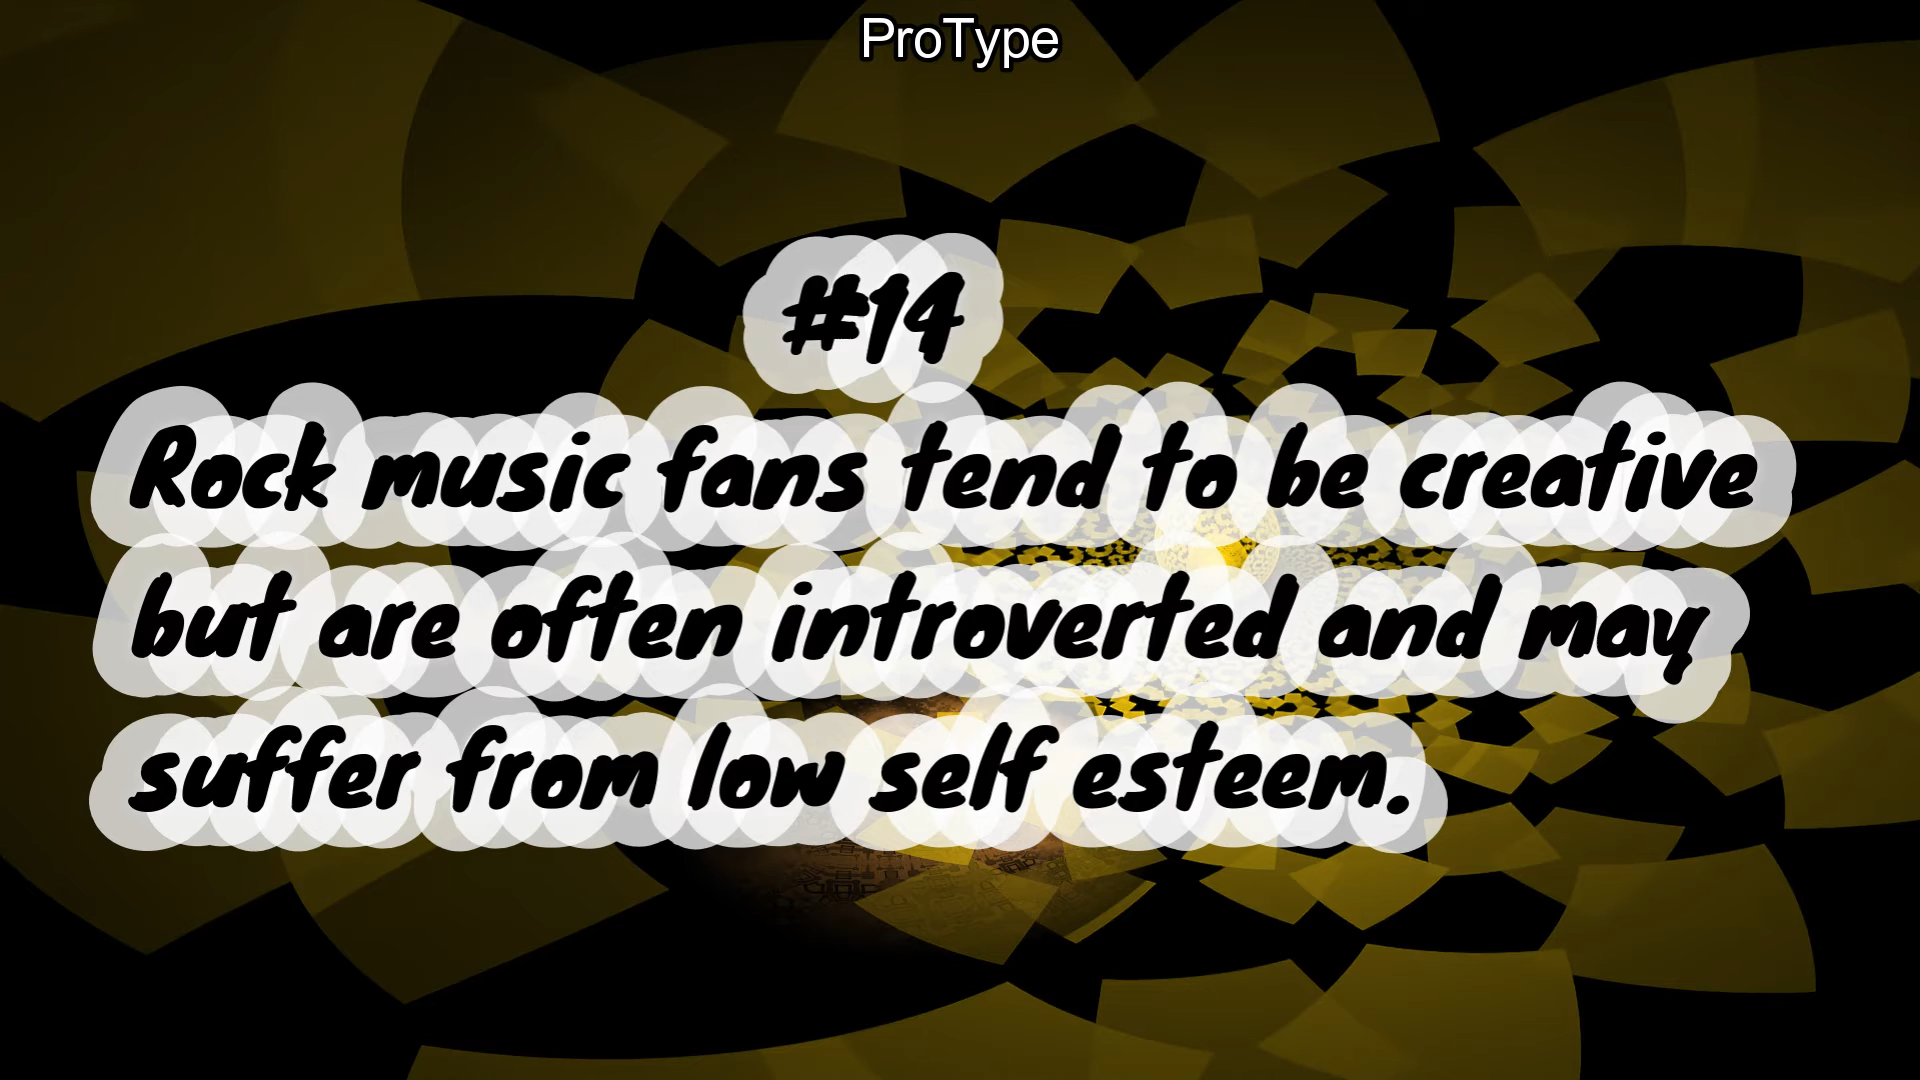 ProType
#14
Rock music fans tend to be creative
but are often introverted and may
suffer from low self esteem.